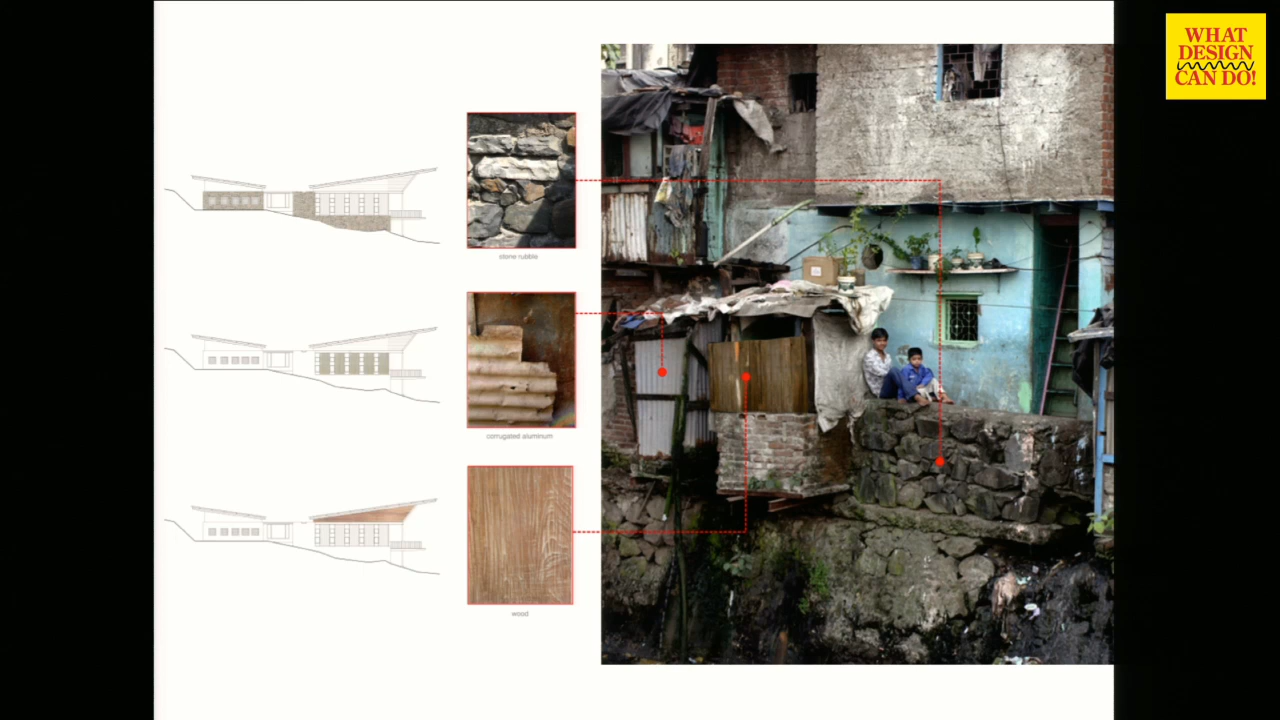 WHAT
DESIGN
CAN DO!
stone rubble
corrugated aluminum
wood